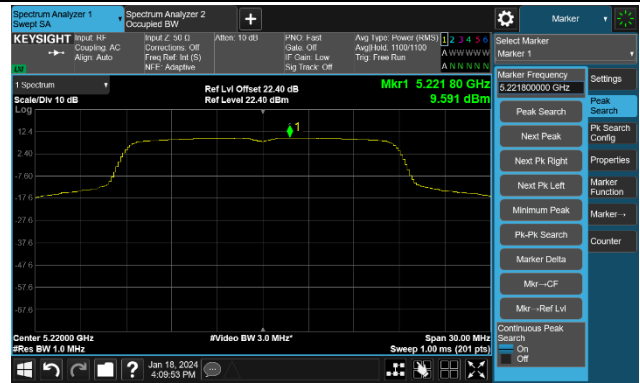 Spectrum Analyzer 1
Swept SA
Spectrum Analyzer 2
Occupied BW
+
Marker
KEYSIGHT
Input: RF
Coupling: AC
Align: Auto
Input Z: 50 Ω
Corrections: Off
Freq Ref: Int (S)
NFE: Adaptive
Atten: 10 dB
PNO: Fast
Gate: Off
IF Gain: Low
Sig Track: Off
Avg Type: Power (RMS)
Avg|Hold: 1100/1100
Trig: Free Run
1 2 3 4 5 6
A W W W W W
A N N N N N
Select Marker
Marker 1
1 Spectrum
Scale/Div 10 dB
Log
Ref Lvl Offset 22.40 dB
Ref Level 22.40 dBm
Mkr1 5.221 80 GHz
9.591 dBm
1
12.4
2.40
-7.60
-17.6
-27.6
-37.6
-47.6
-57.6
-67.6
Center 5.22000 GHz
#Res BW 1.0 MHz
#Video BW 3.0 MHz*
Span 30.00 MHz
Sweep 1.00 ms (201 pts)
Marker Frequency
5.221800000 GHz
Peak Search
Next Peak
Next Pk Right
Next Pk Left
Minimum Peak
Pk-Pk Search
Marker Delta
Mkr→CF
Mkr→Ref Lvl
Continuous Peak
Search
On
Off
Settings
Peak
Search
Pk Search
Config
Properties
Marker
Function
Marker→
Counter
?
Jan 18, 2024
4:09:53 PM